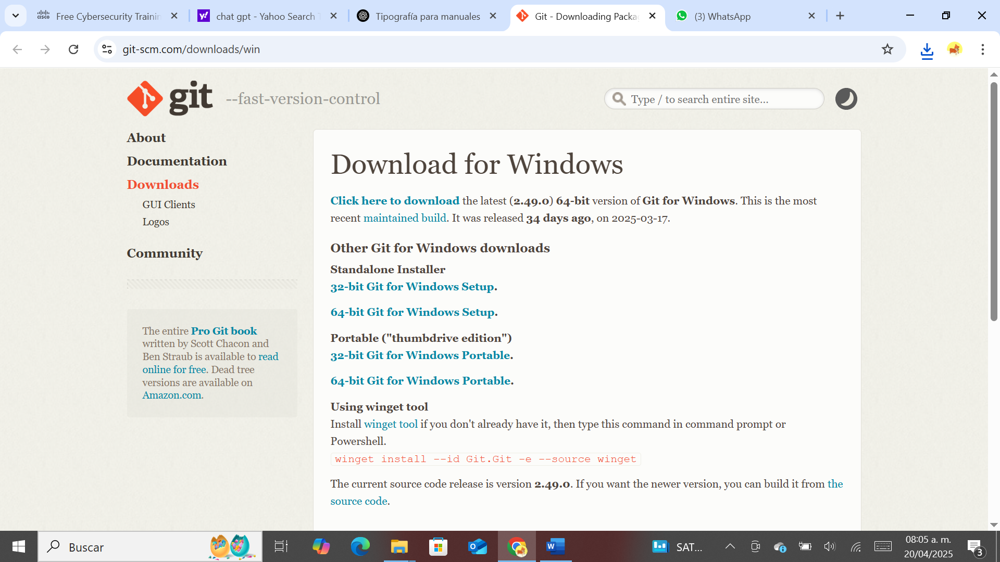 Free Cybersecurity Trainin
chat gpt - Yahoo Search
Tipografía para manuales
Git - Downloading Packa
(3) WhatsApp
git-scm.com/downloads/win
git --fast-version-control
Type / to search entire site...
About
Documentation
Downloads
GUI Clients
Logos
Community
The entire Pro Git book
written by Scott Chacon and
Ben Straub is available to read
online for free. Dead tree
versions are available on
Amazon.com.
Download for Windows
Click here to download the latest (2.49.0) 64-bit version of Git for Windows. This is the most
recent maintained build. It was released 34 days ago, on 2025-03-17.
Other Git for Windows downloads
Standalone Installer
32-bit Git for Windows Setup.
64-bit Git for Windows Setup.
Portable ("thumbdrive edition")
32-bit Git for Windows Portable.
64-bit Git for Windows Portable.
Using winget tool
Install winget tool if you don't already have it, then type this command in command prompt or
Powershell.
winget install --id Git.Git -e --source winget
The current source code release is version 2.49.0. If you want the newer version, you can build it from the
source code.
Buscar
SAT...
08:05 a. m.
20/04/2025
3